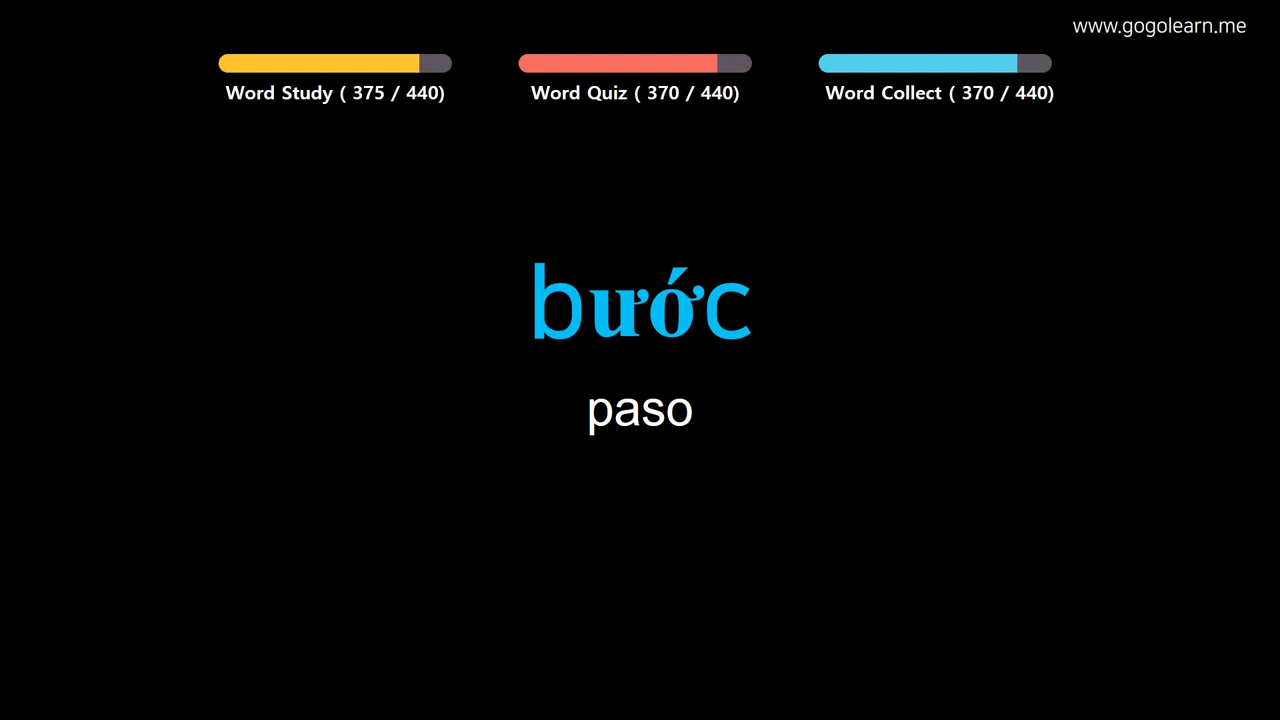 www.gogolearn.me
Word Study ( 375 / 440)
Word Quiz ( 370 / 440)
Word Collect ( 370 / 440)
bước
paso